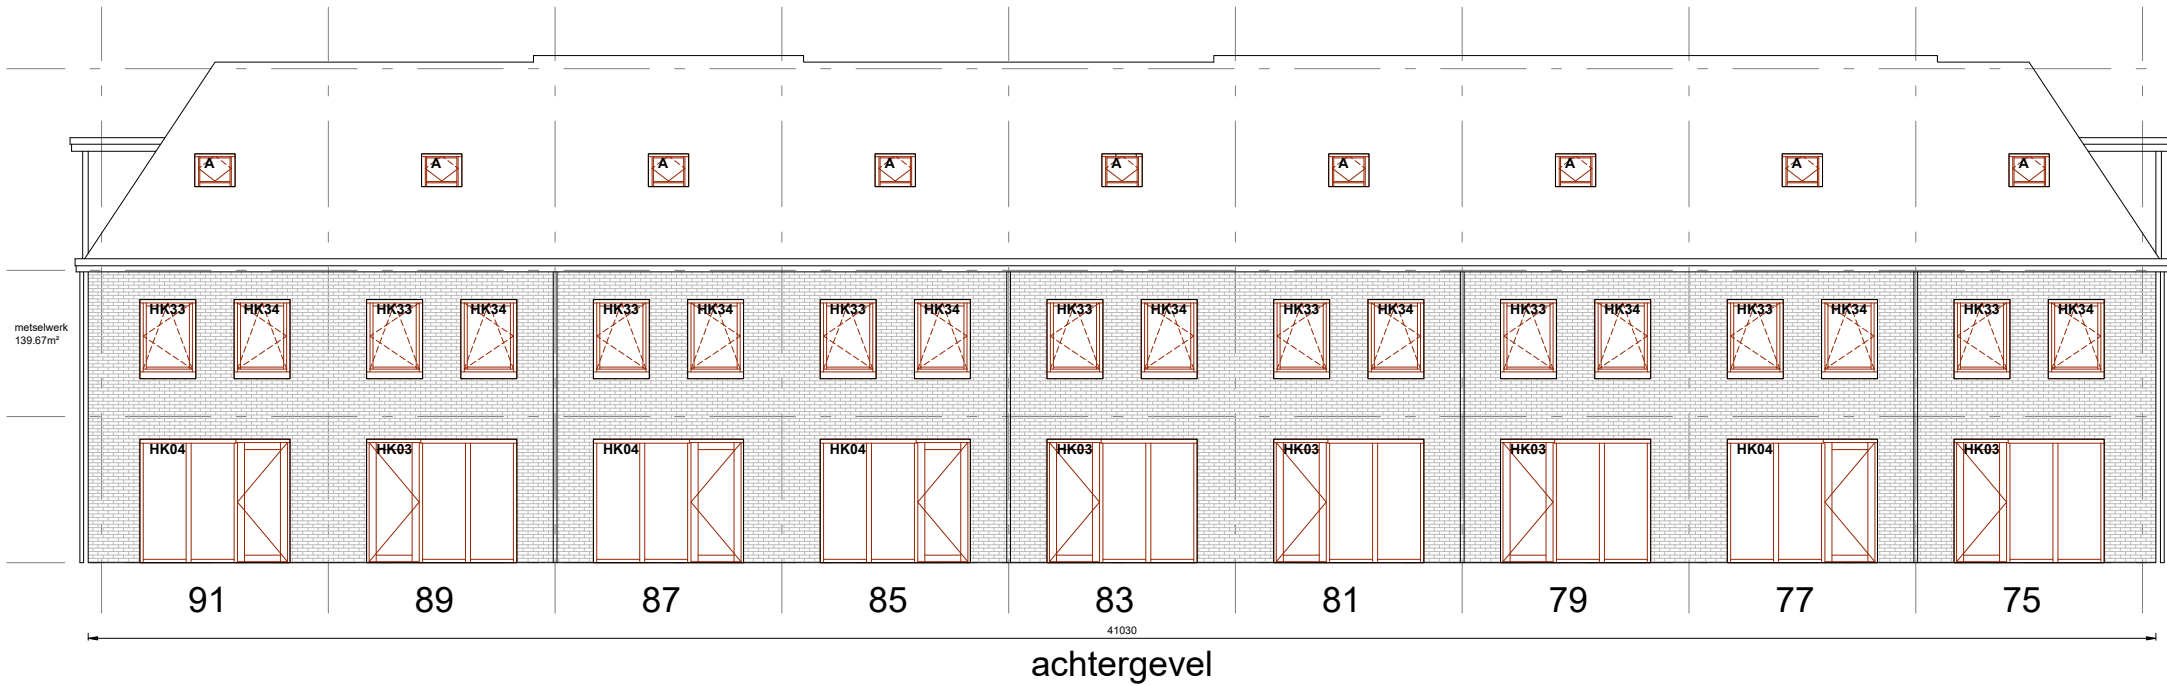 A A A A A A A A A
HK33 HK34 HK33 HK34 HK33 HK34 HK33 HK34 HK33 HK34 HK33 HK34 HK33 HK34 HK33 HK34 HK33 HK34
metselwerk
139.67m²
HK04 HK03 HK04 HK04 HK03 HK03 HK03 HK04 HK03
91 89 87 85 83 81 79 77 75
41030
achtergevel